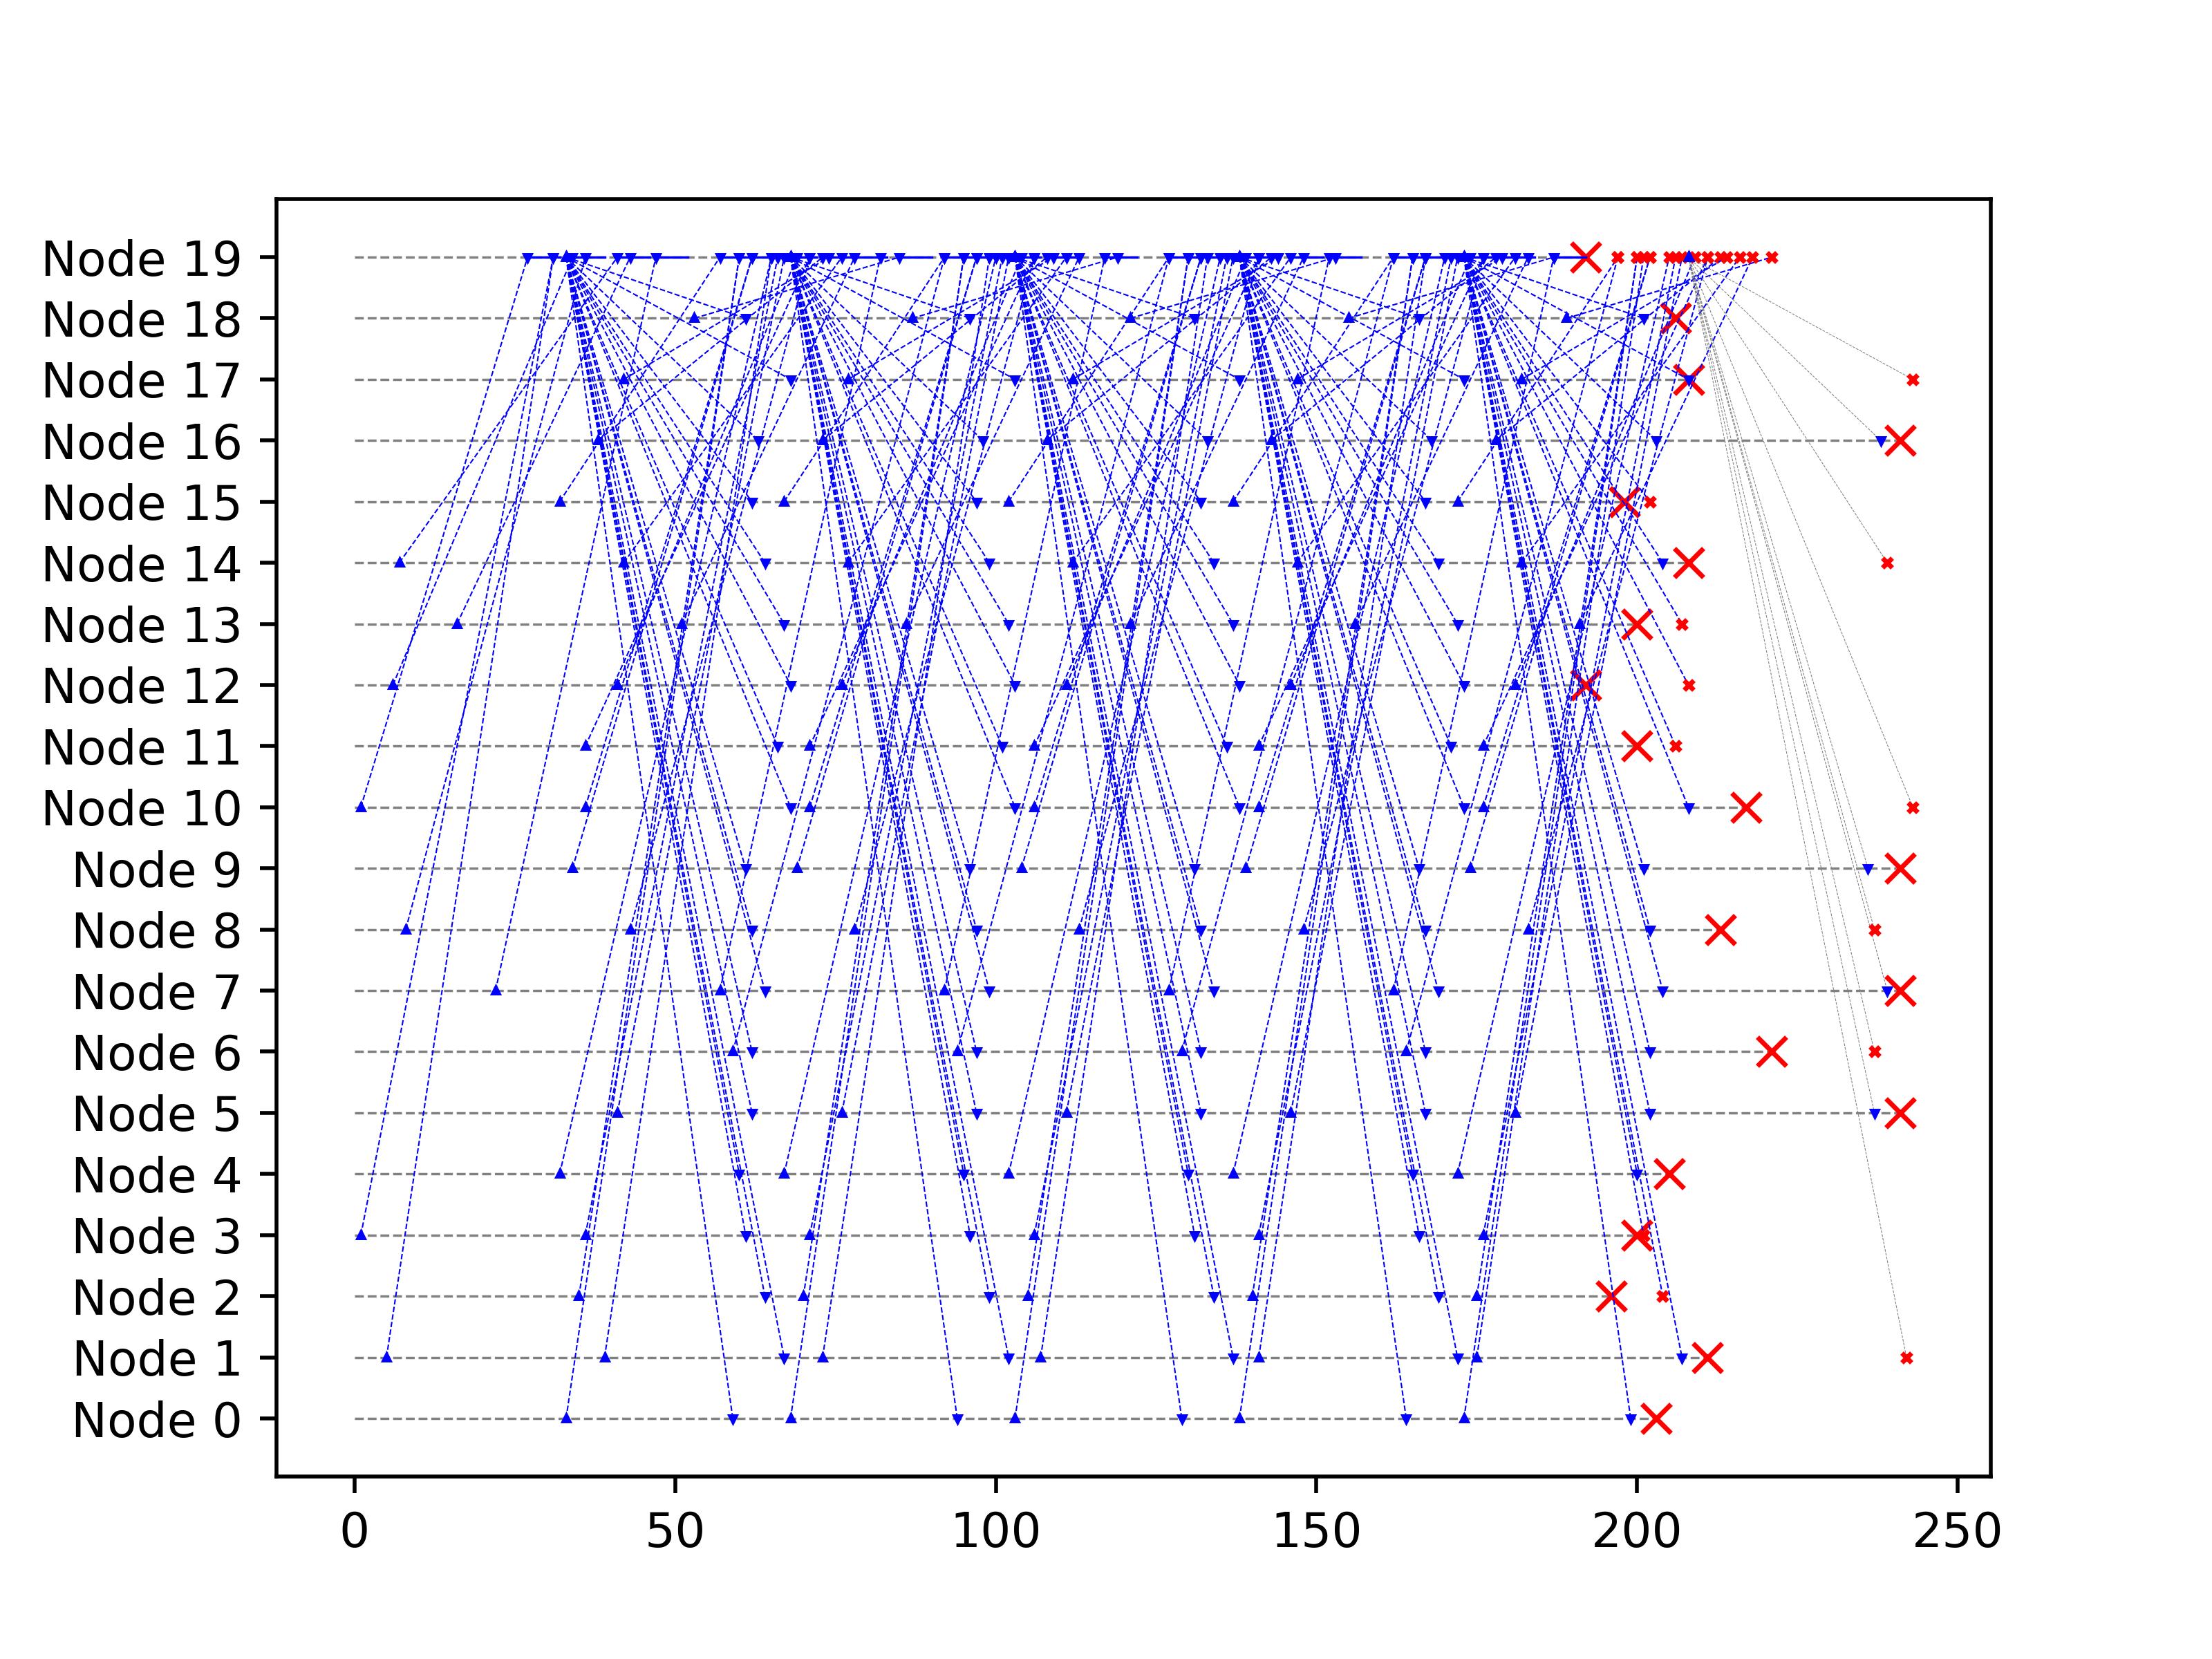 Node 19
Node 18
Node 17
Node 16
Node 15
Node 14
Node 13
Node 12
Node 11
Node 10
Node 9
Node 8
Node 7
Node 6
Node 5
Node 4
Node 3
Node 2
Node 1
Node 0
0 50 100 150 200 250